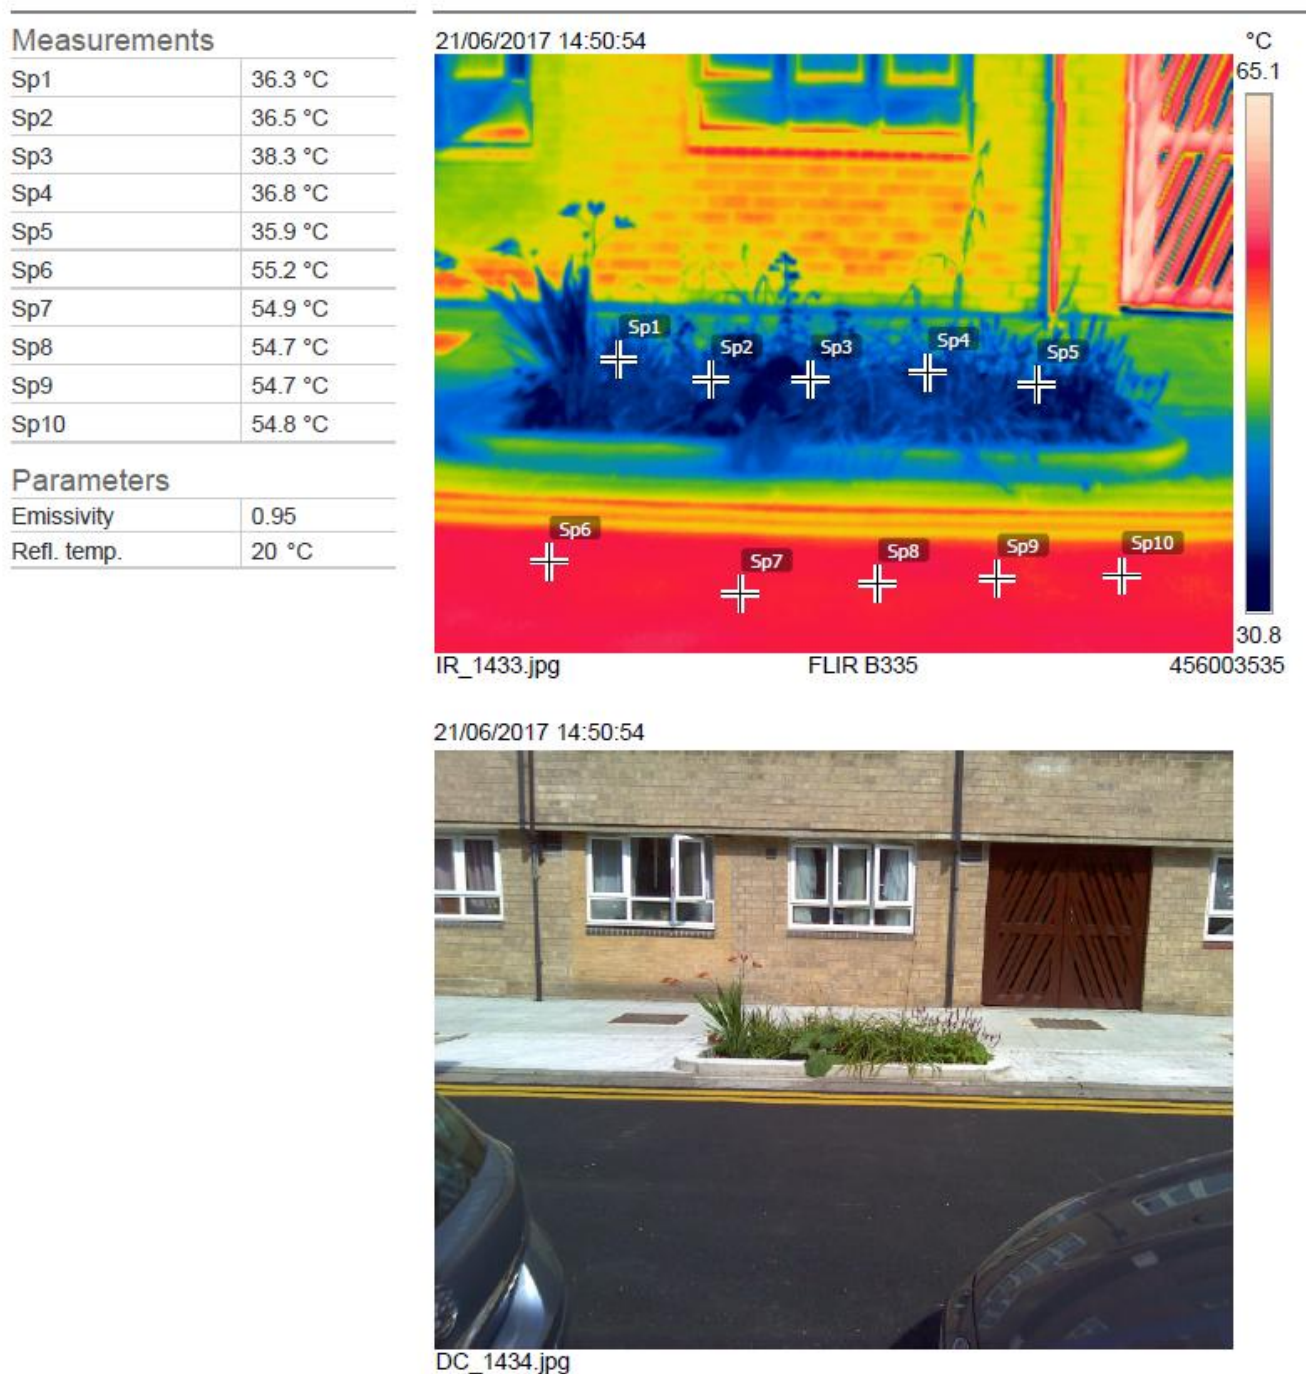 Measurements
Sp1 36.3 °C
Sp2 36.5 °C
Sp3 38.3 °C
Sp4 36.8 °C
Sp5 35.9 °C
Sp6 55.2 °C
Sp7 54.9 °C
Sp8 54.7 °C
Sp9 54.7 °C
Sp10 54.8 °C
Parameters
Emissivity 0.95
Refl. temp. 20 °C
21/06/2017 14:50:54
°C
65.1
Sp1
Sp2
Sp3
Sp4
Sp5
Sp6
Sp7
Sp8
Sp9
Sp10
30.8
IR_1433.jpg FLIR B335 456003535
21/06/2017 14:50:54
DC_1434.jpg